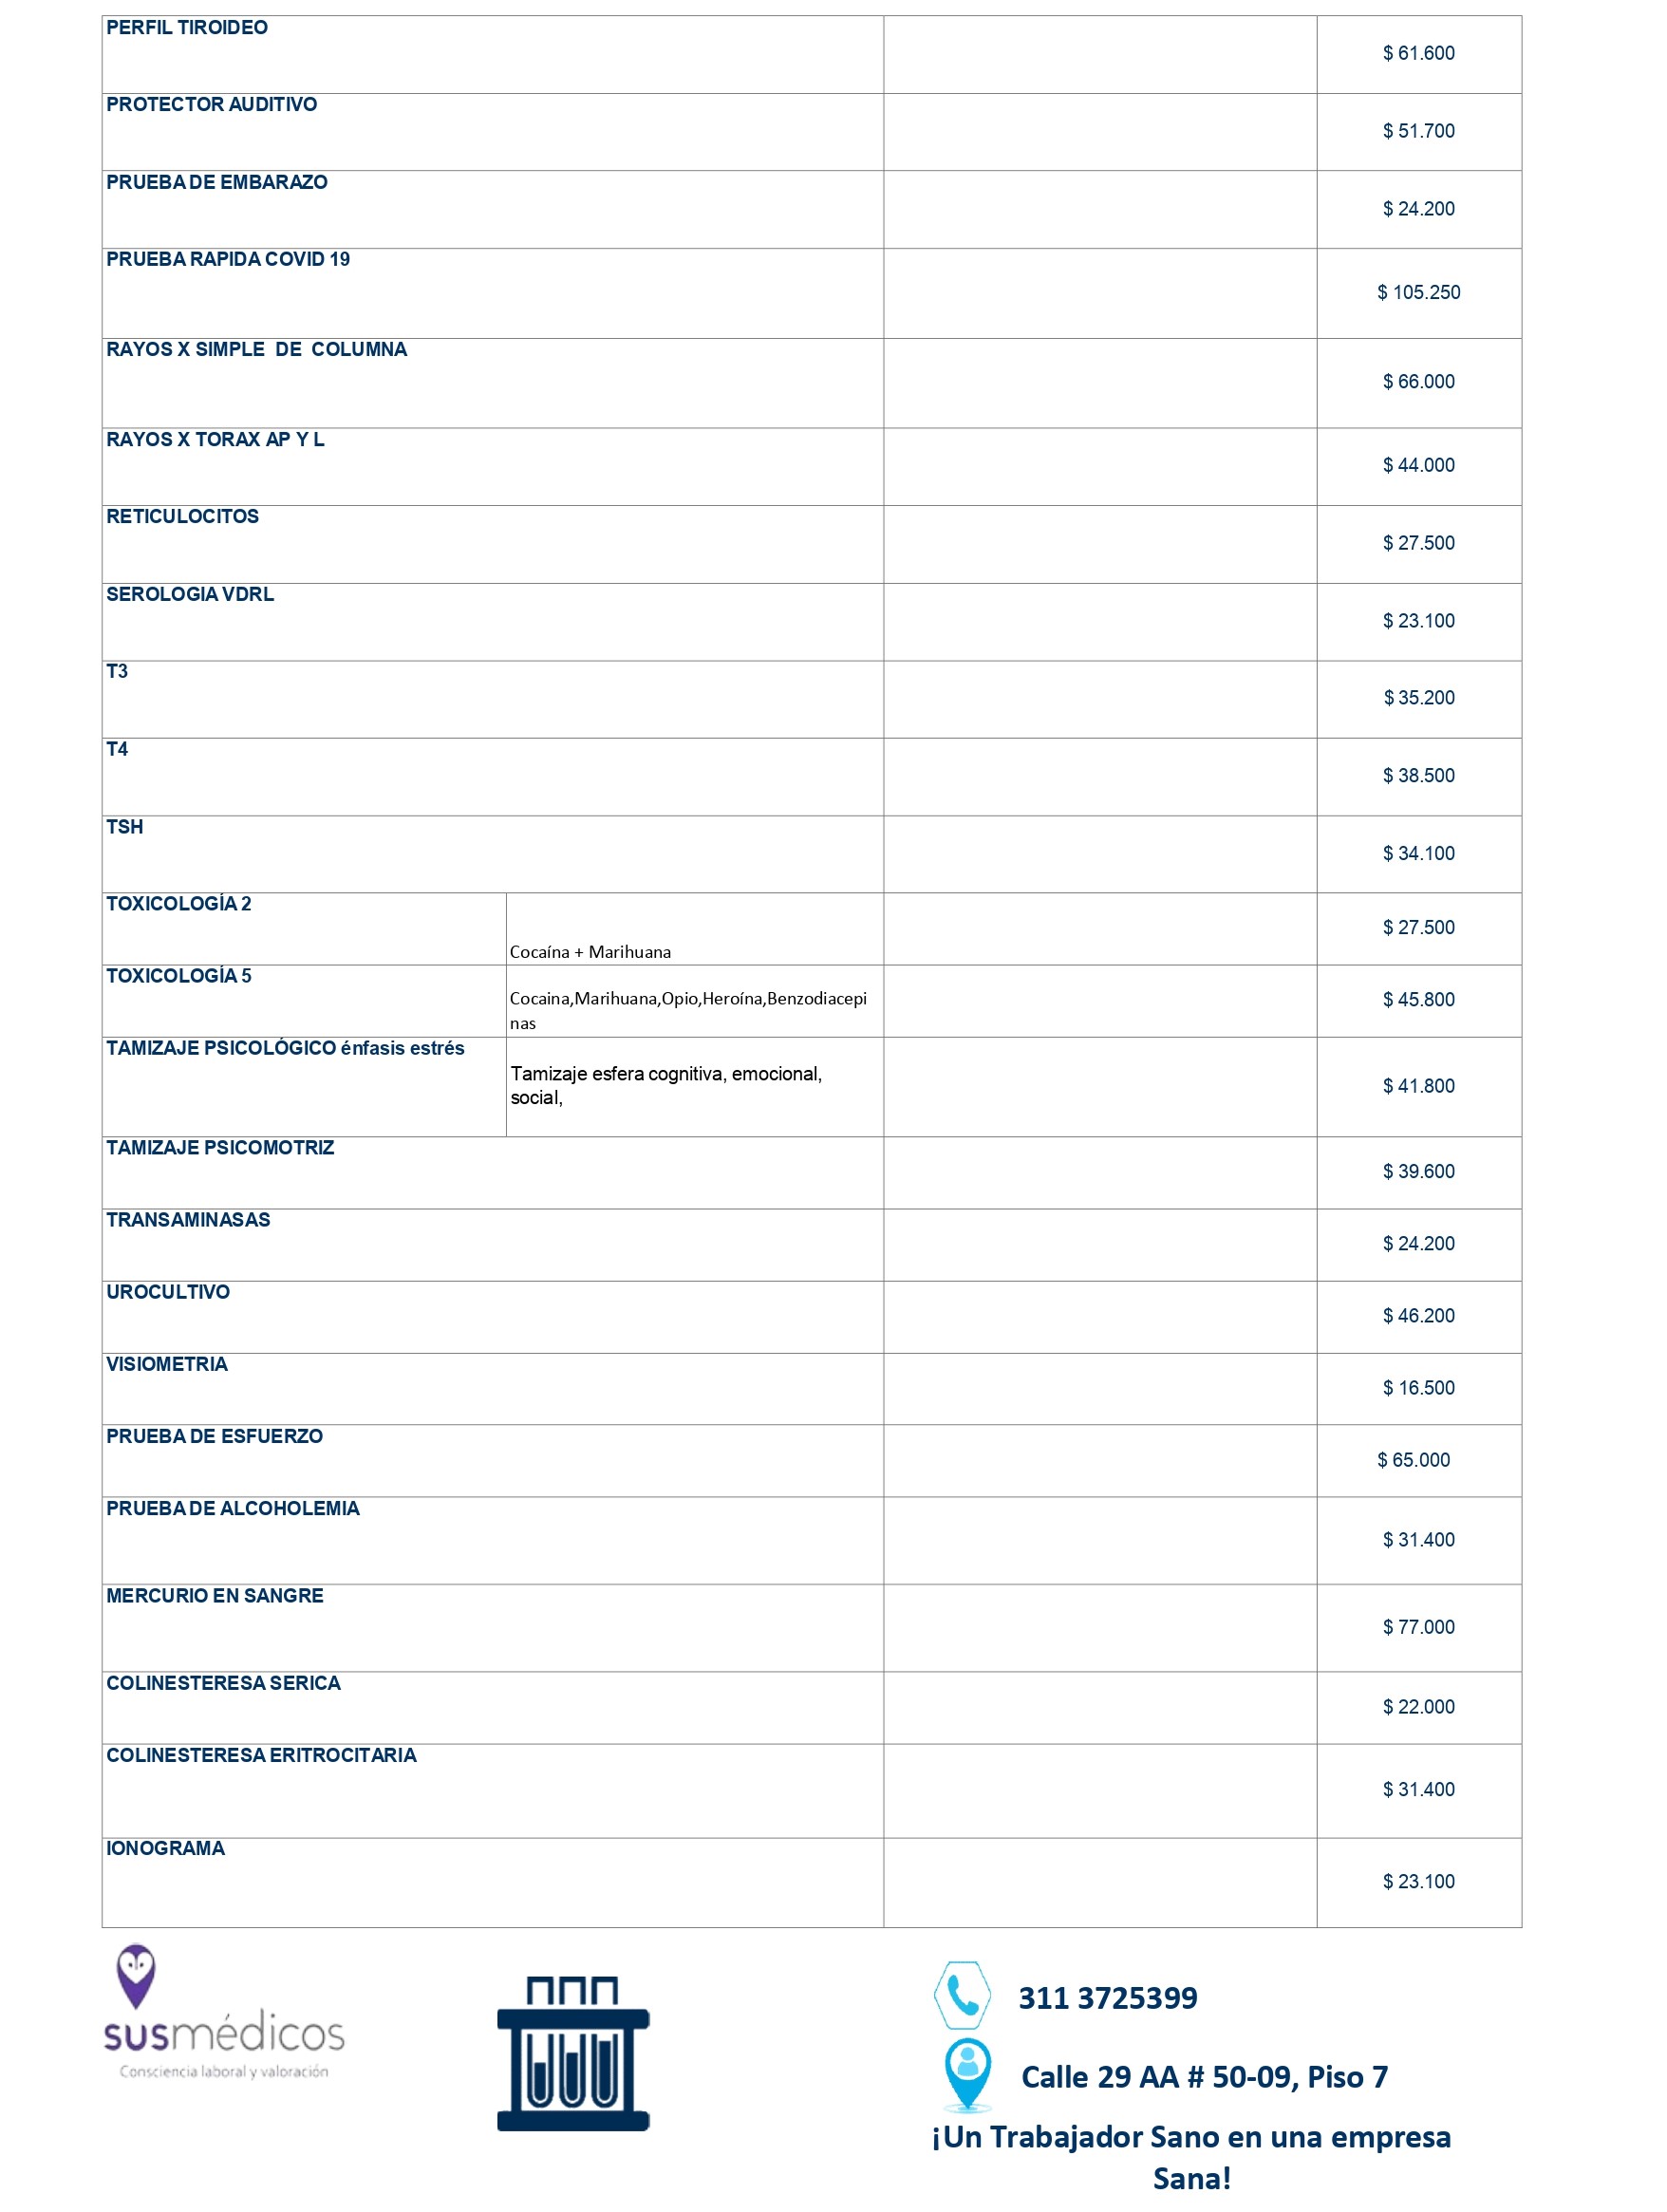 PERFIL TIROIDEO
$ 61.600
PROTECTOR AUDITIVO
$ 51.700
PRUEBA DE EMBARAZO
$ 24.200
PRUEBA RAPIDA COVID 19
$ 105.250
RAYOS X SIMPLE DE COLUMNA
$ 66.000
RAYOS X TORAX AP Y L
$ 44.000
RETICULOCITOS
$ 27.500
SEROLOGIA VDRL
$ 23.100
T3
$ 35.200
T4
$ 38.500
TSH
$ 34.100
TOXICOLOGÍA 2
Cocaína + Marihuana
$ 27.500
TOXICOLOGÍA 5
Cocaina,Marihuana,Opio,Heroína,Benzodiacepi
nas
$ 45.800
TAMIZAJE PSICOLÓGICO énfasis estrés
Tamizaje esfera cognitiva, emocional,
social,
$ 41.800
TAMIZAJE PSICOMOTRIZ
$ 39.600
TRANSAMINASAS
$ 24.200
UROCULTIVO
$ 46.200
VISIOMETRIA
$ 16.500
PRUEBA DE ESFUERZO
$ 65.000
PRUEBA DE ALCOHOLEMIA
$ 31.400
MERCURIO EN SANGRE
$ 77.000
COLINESTERESA SERICA
$ 22.000
COLINESTERESA ERITROCITARIA
$ 31.400
IONOGRAMA
$ 23.100
susmédicos
Consciencia laboral y valoración
311 3725399
Calle 29 AA # 50-09, Piso 7
¡Un Trabajador Sano en una empresa
Sana!